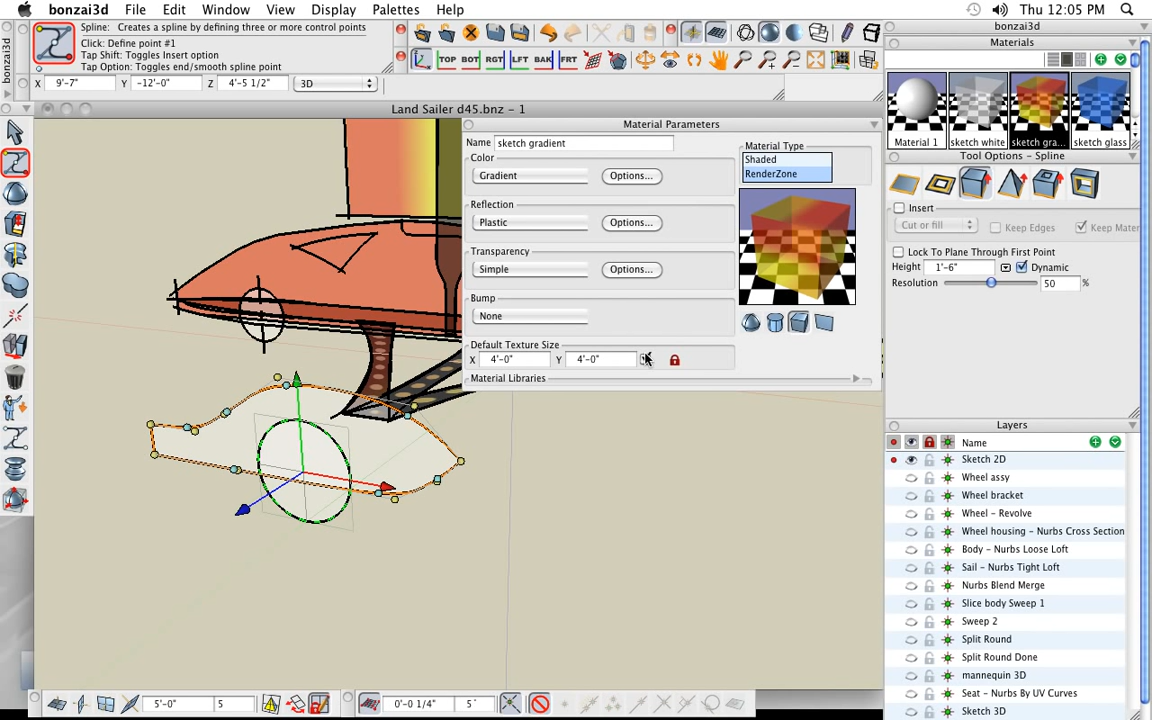 bonzai3d File Edit Window View Display Palettes Help
Thu 12:05 PM
bonzai3d
Spline: Creates a spline by defining three or more control points
Click: Define point #1
Tap Shift: Toggles Insert option
Tap Option: Toggles end/smooth spline point
X 9'-7" Y -12'-0" Z 4'-5 1/2" 3D
TOP BOT RGT LFT BAK FRT
Land Sailer d45.bnz - 1
Material Parameters
Name sketch gradient
Color
Gradient Options...
Reflection
Plastic Options...
Transparency
Simple Options...
Bump
None
Default Texture Size
X 4'-0" Y 4'-0"
Material Libraries
Material Type
Shaded
RenderZone
bonzai3d
Materials
Material 1 sketch white sketch gra... sketch glass
Tool Options - Spline
Insert
Cut or fill Keep Edges Keep Mater
Lock To Plane Through First Point
Height 1'-6" Dynamic
Resolution 50 %
Layers
Name
Sketch 2D
Wheel assy
Wheel bracket
Wheel - Revolve
Wheel housing - Nurbs Cross Section
Body - Nurbs Loose Loft
Sail - Nurbs Tight Loft
Nurbs Blend Merge
Slice body Sweep 1
Sweep 2
Split Round
Split Round Done
mannequin 3D
Seat - Nurbs By UV Curves
Sketch 3D
5'-0" 5 0'-0 1/4" 5°